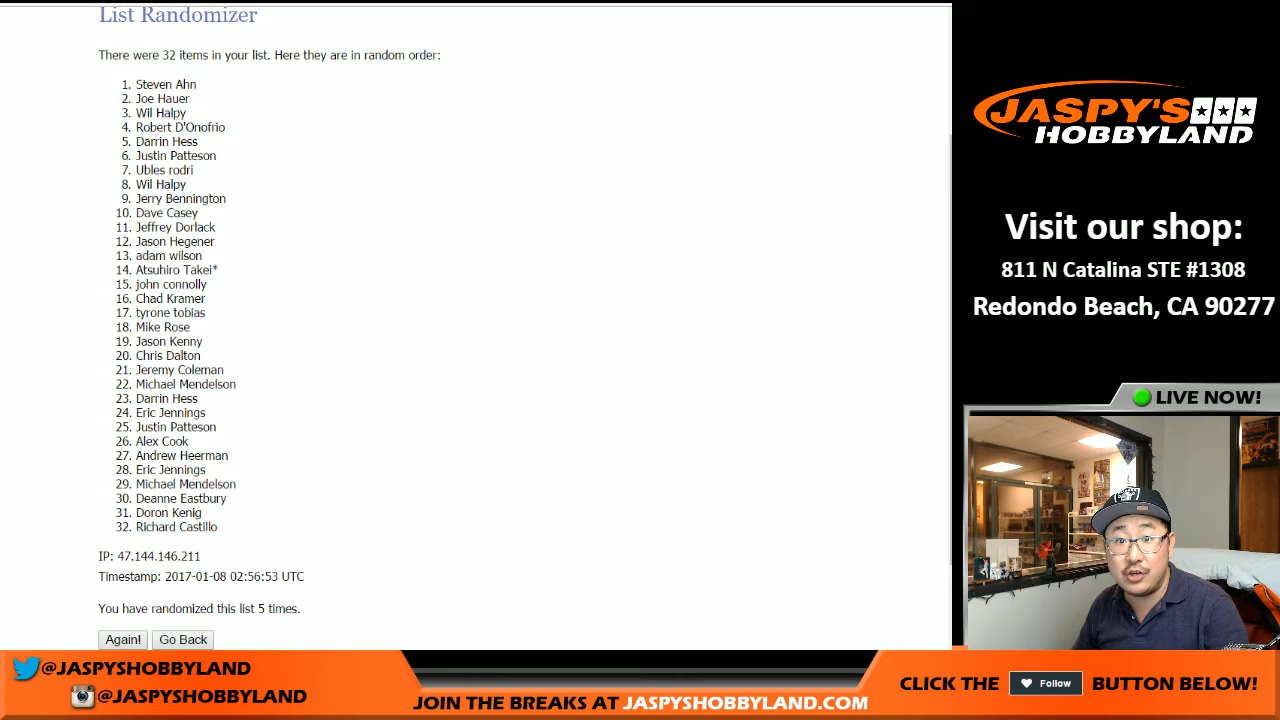 List Randomizer
There were 32 items in your list. Here they are in random order:
1. Steven Ahn
2. Joe Hauer
3. Wil Halpy
4. Robert D'Onofrio
5. Darrin Hess
6. Justin Patteson
7. Ubles rodri
8. Wil Halpy
9. Jerry Bennington
10. Dave Casey
11. Jeffrey Dorlack
12. Jason Hegener
13. adam wilson
14. Atsuhiro Takei*
15. john connolly
16. Chad Kramer
17. tyrone tobias
18. Mike Rose
19. Jason Kenny
20. Chris Dalton
21. Jeremy Coleman
22. Michael Mendelson
23. Darrin Hess
24. Eric Jennings
25. Justin Patteson
26. Alex Cook
27. Andrew Heerman
28. Eric Jennings
29. Michael Mendelson
30. Deanne Eastbury
31. Doron Kenig
32. Richard Castillo
IP: 47.144.146.211
Timestamp: 2017-01-08 02:56:53 UTC
You have randomized this list 5 times.
Again! Go Back
JASPY'S
HOBBYLAND
Visit our shop:
811 N Catalina STE #1308
Redondo Beach, CA 90277
LIVE NOW!
@JASPYSHOBBYLAND
@JASPYSHOBBYLAND
JOIN THE BREAKS AT JASPYSHOBBYLAND.COM
CLICK THE Follow BUTTON BELOW!